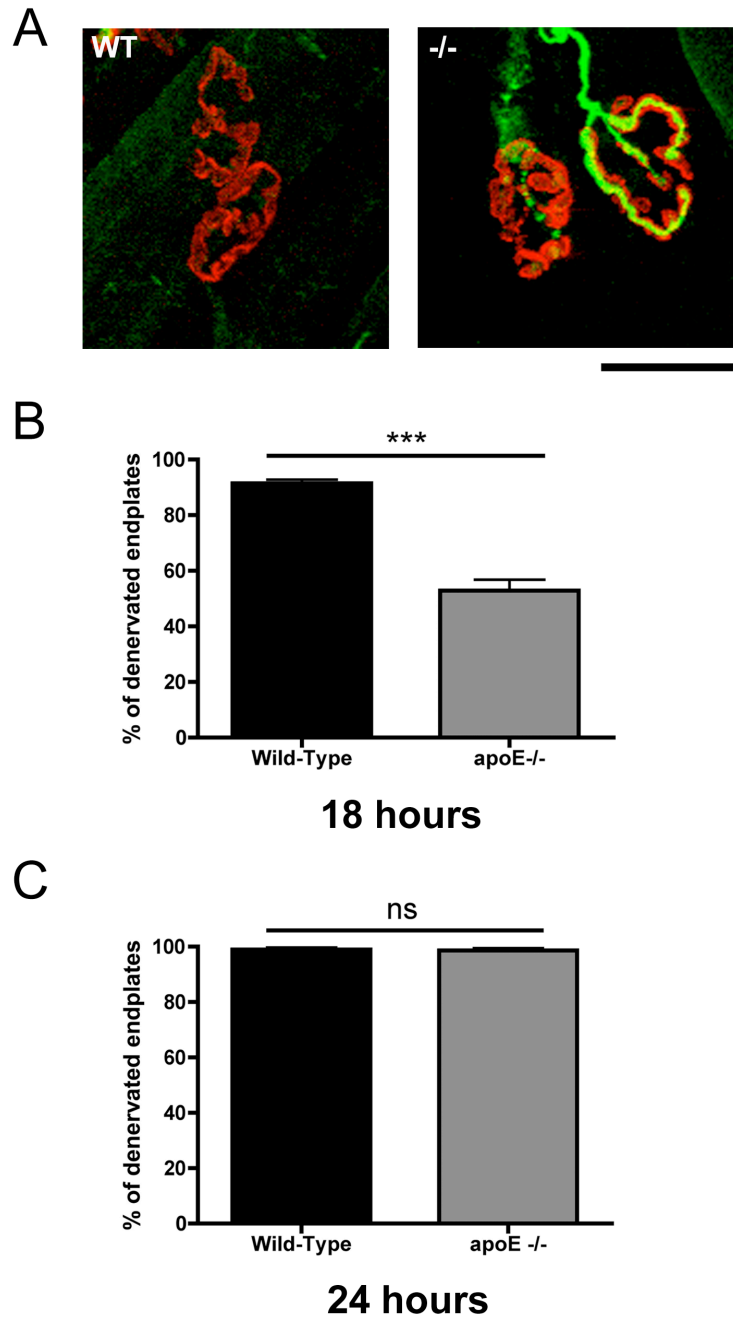 A
WT
-/-
B
***
% of denervated endplates
100
80
60
40
20
0
Wild-Type
apoE-/-
18 hours
C
ns
% of denervated endplates
100
80
60
40
20
0
Wild-Type
apoE -/-
24 hours